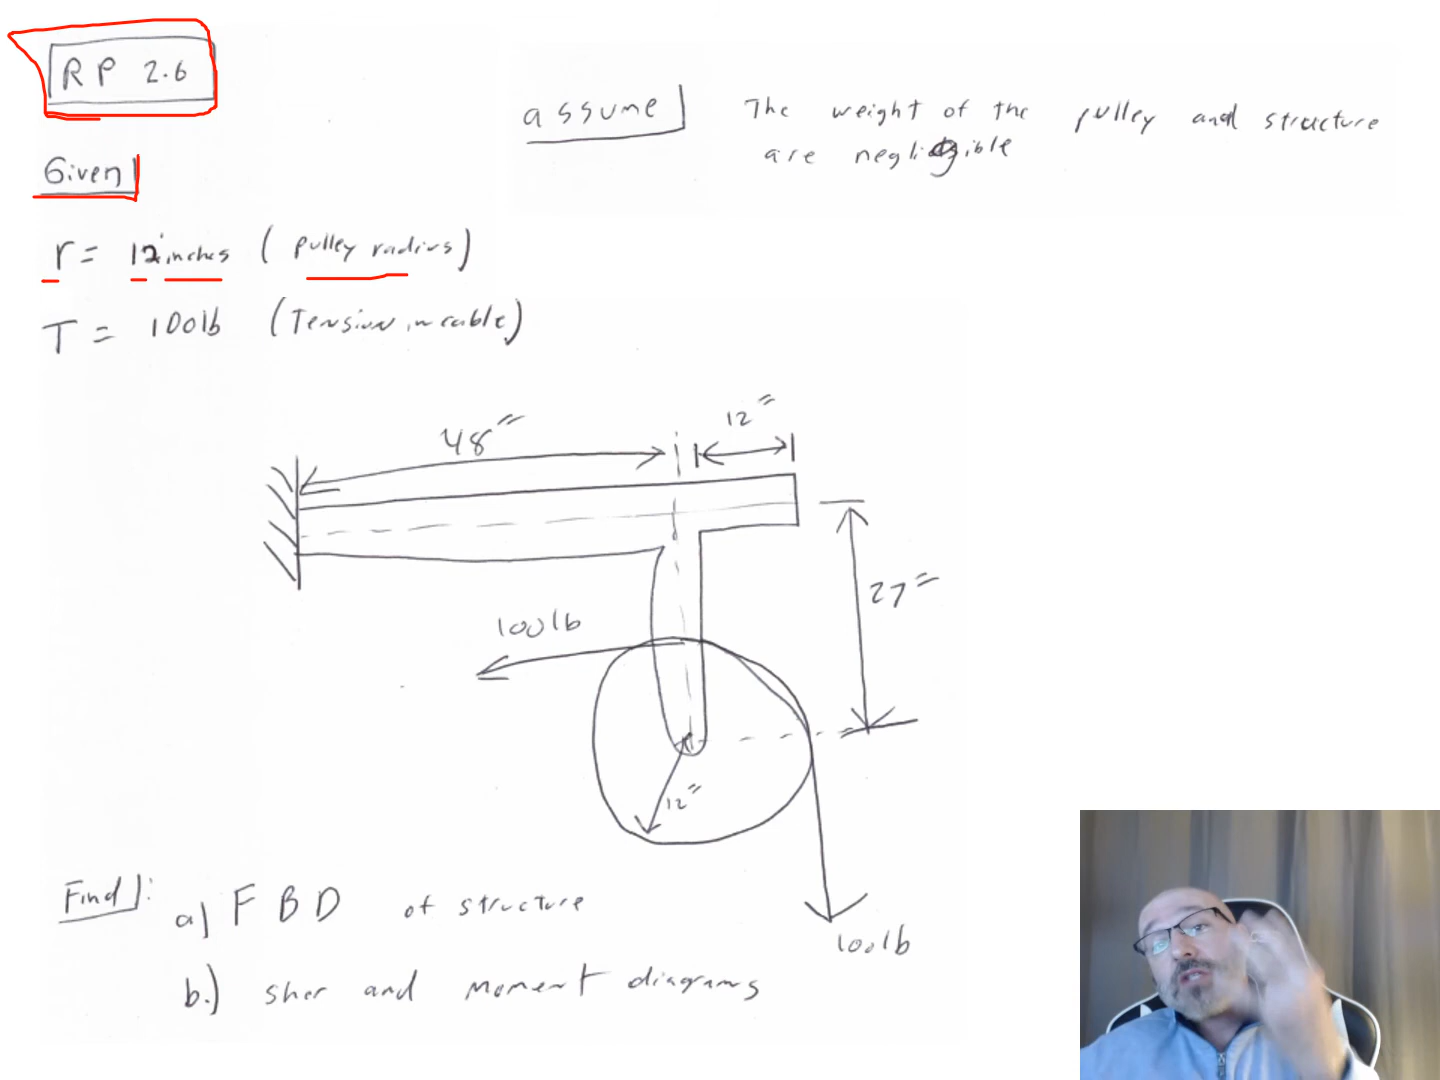 RP 2.6
assume The weight of the pulley and structure
are negligible
Given
r = 12 inches (pulley radius)
T = 100lb (Tension in cable)
48"
12"
27"
100lb
12"
100lb
Find: a) FBD of structure
b.) sher and moment diagrams